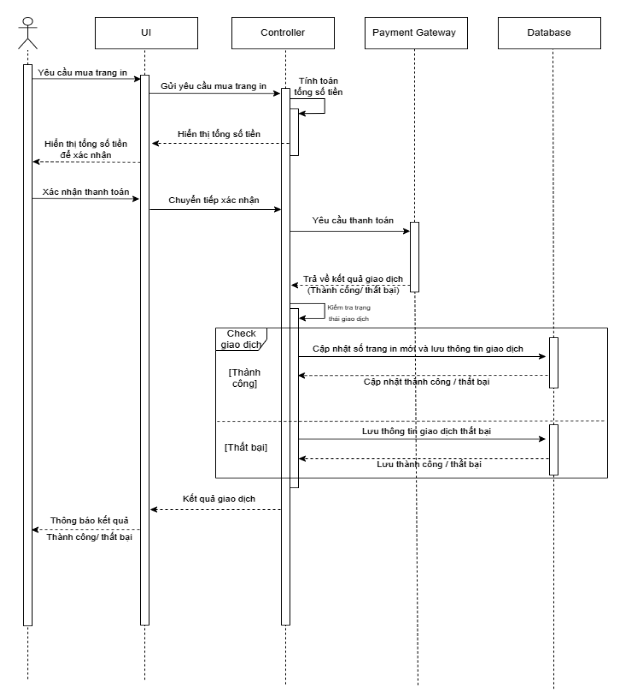 UI
Controller
Payment Gateway
Database
Yêu cầu mua trang in
Gửi yêu cầu mua trang in
Tính toán
tổng số tiền
Hiển thị tổng số tiền
Hiển thị tổng số tiền
để xác nhận
Xác nhận thanh toán
Chuyển tiếp xác nhận
Yêu cầu thanh toán
Trả về kết quả giao dịch
(Thành công/ thất bại)
Kiểm tra trạng
thái giao dịch
Check
giao dịch
Cập nhật số trang in mới và lưu thông tin giao dịch
[Thành
công]
Cập nhật thành công / thất bại
Lưu thông tin giao dịch thất bại
[Thất bại]
Lưu thành công / thất bại
Kết quả giao dịch
Thông báo kết quả
Thành công/ thất bại